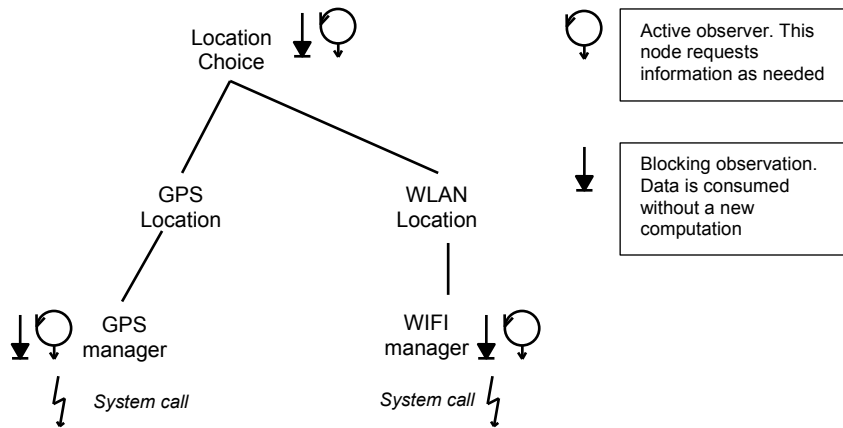 Location
Choice
Active observer. This
node requests
information as needed
Blocking observation.
Data is consumed
without a new
computation
GPS
Location
WLAN
Location
GPS
manager
WIFI
manager
System call
System call